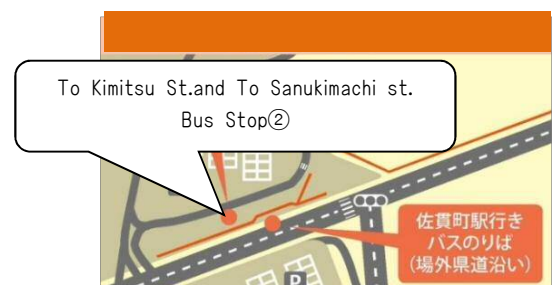 To Kimitsu St.and To Sanukimachi st.
Bus Stop②
佐貫町駅行き
バスのりば
(場外県道沿い)
P